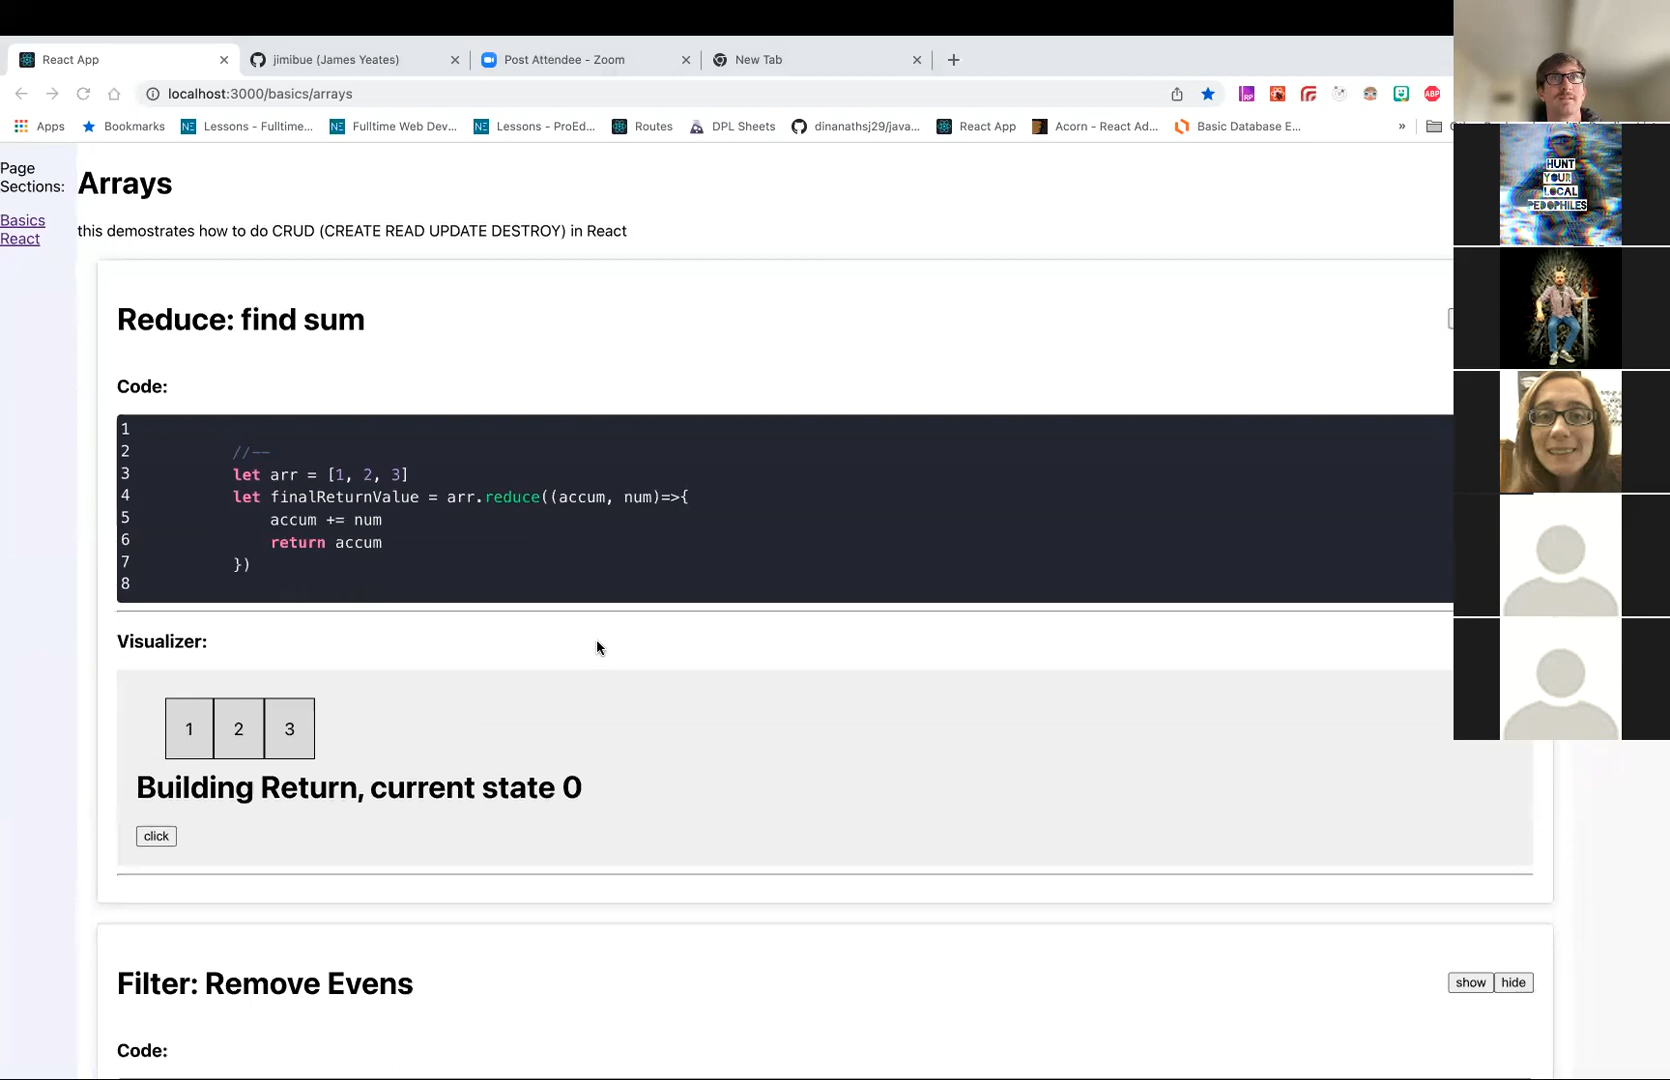 React App
jimibue (James Yeates)
Post Attendee - Zoom
New Tab
localhost:3000/basics/arrays
Apps
Bookmarks
Lessons - Fulltime...
Fulltime Web Dev...
Lessons - ProEd...
Routes
DPL Sheets
dinanathsj29/java...
React App
Acorn - React Ad...
Basic Database E...
»
RP
ABP
HUNT
YOUR
LOCAL
PEDOPHILES
Page
Sections:
Basics
React
Arrays
this demostrates how to do CRUD (CREATE READ UPDATE DESTROY) in React
Reduce: find sum
Code:
1
2 //--
3 let arr = [1, 2, 3]
4 let finalReturnValue = arr.reduce((accum, num)=>{
5 accum += num
6 return accum
7 })
8
Visualizer:
1 2 3
Building Return, current state 0
click
Filter: Remove Evens
show hide
Code: